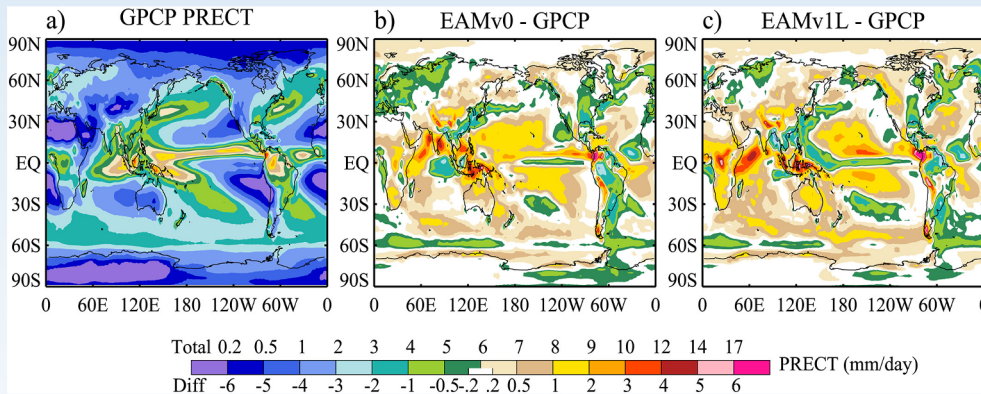 a) GPCP PRECT b) EAMv0 - GPCP c) EAMv1L - GPCP
90N 90N 90N
60N 60N 60N
30N 30N 30N
EQ EQ EQ
30S 30S 30S
60S 60S 60S
90S 90S 90S
0 60E 120E 180 120W 60W 0 60E 120E 180 120W 60W 0 60E 120E 180 120W 60W 0
Total 0.2 0.5 1 2 3 4 5 6 7 8 9 10 12 14 17
PRECT (mm/day)
Diff -6 -5 -4 -3 -2 -1 -0.5 -.2 .2 0.5 1 2 3 4 5 6